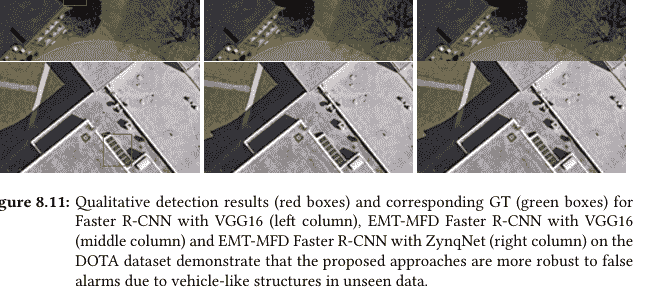 gure 8.11: Qualitative detection results (red boxes) and corresponding GT (green boxes) for
Faster R-CNN with VGG16 (left column), EMT-MFD Faster R-CNN with VGG16
(middle column) and EMT-MFD Faster R-CNN with ZynqNet (right column) on the
DOTA dataset demonstrate that the proposed approaches are more robust to false
alarms due to vehicle-like structures in unseen data.